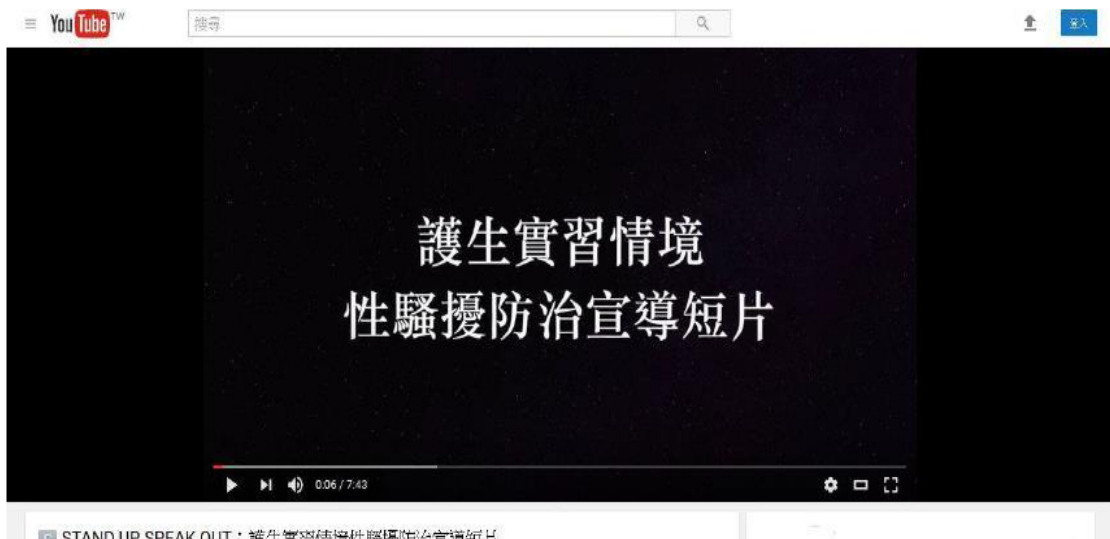 YouTube TW
搜尋
登入
護生實習情境
性騷擾防治宣導短片
0:06 / 7:43
STAND UP SPEAK OUT：護生實習情境性騷擾防治宣導短片